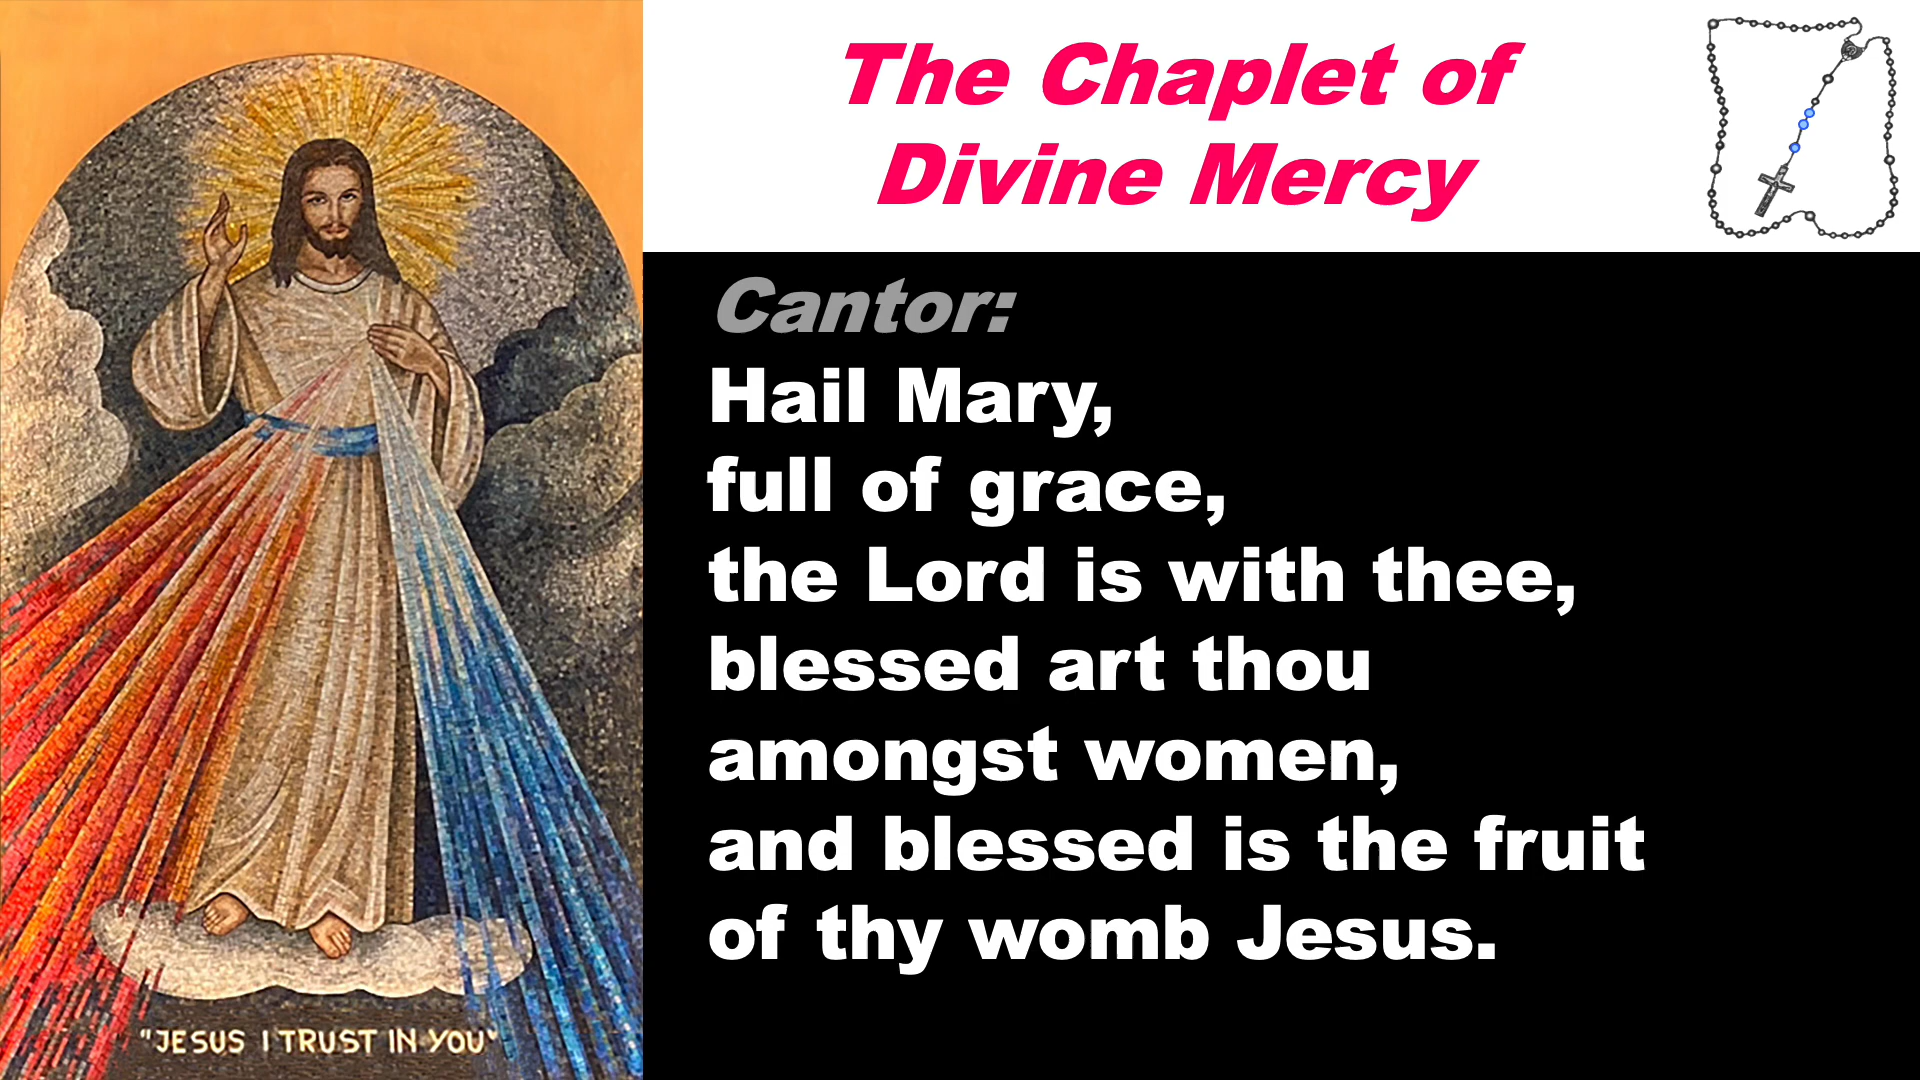 The Chaplet of
Divine Mercy
Cantor:
Hail Mary,
full of grace,
the Lord is with thee,
blessed art thou
amongst women,
and blessed is the fruit
of thy womb Jesus.
"JESUS I TRUST IN YOU"